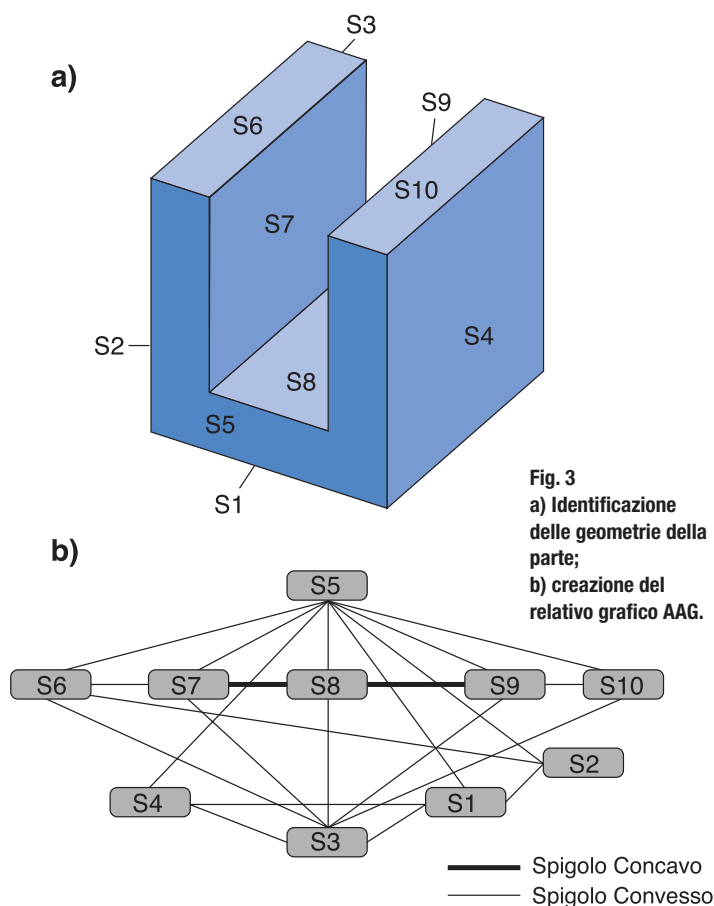 a)
S3
S9
S6
S10
S7
S4
S2
S8
S5
S1
Fig. 3
a) Identificazione
delle geometrie della
parte;
b) creazione del
relativo grafico AAG.
b)
S5
S6 S7 S8 S9 S10
S2
S4 S1
S3
Spigolo Concavo
Spigolo Convesso